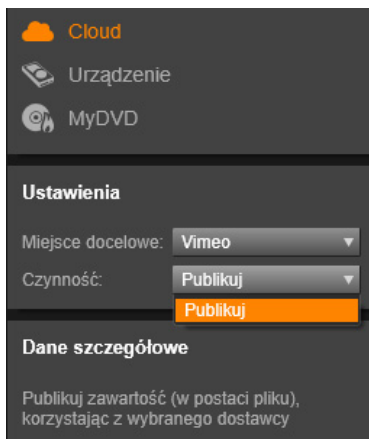 Cloud
Urządzenie
MyDVD
Ustawienia
Miejsce docelowe: Vimeo
Czynność: Publikuj
Publikuj
Dane szczegółowe
Publikuj zawartość (w postaci pliku),
korzystając z wybranego dostawcy